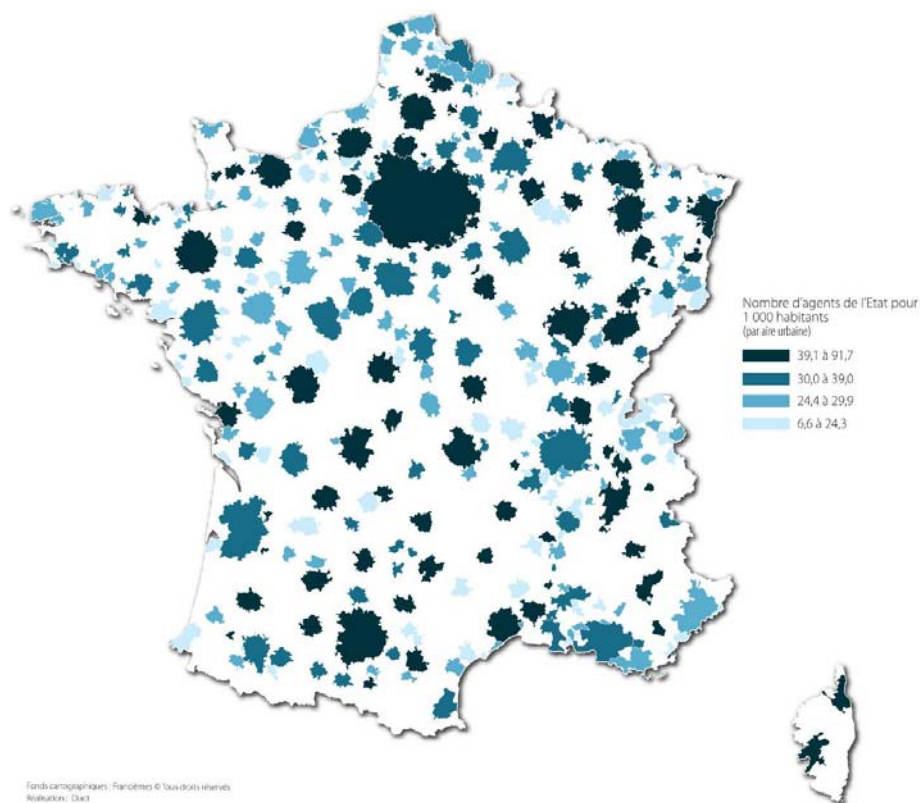 Nombre d'agents de l'Etat pour
1 000 habitants
(par aire urbaine)
39,1 à 91,7
30,0 à 39,0
24,4 à 29,9
6,6 à 24,3
Fonds cartographiques : Francièmes © Tous droits réservés
Réalisation : Diact